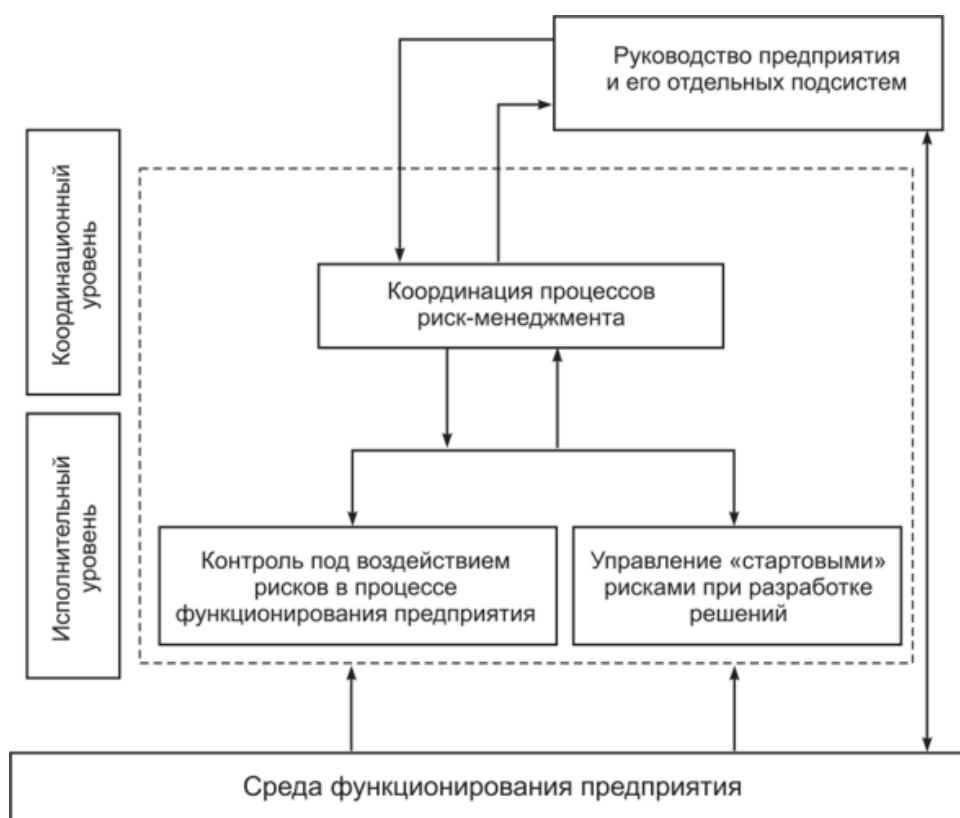 Руководство предприятия
и его отдельных подсистем
Координационный
уровень
Координация процессов
риск-менеджмента
Исполнительный
уровень
Контроль под воздействием
рисков в процессе
функционирования предприятия
Управление «стартовыми»
рисками при разработке
решений
Среда функционирования предприятия